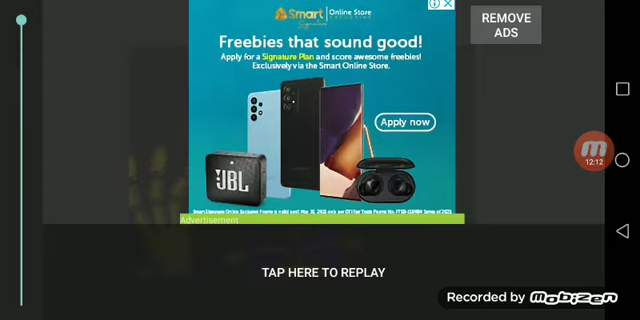 Smart Online Store
Signature
REMOVE
ADS
Freebies that sound good!
Apply for a Signature Plan and score awesome freebies!
Exclusively via the Smart Online Store.
Apply now
JBL
12:12
Advertisement
TAP HERE TO REPLAY
Recorded by MOBIZEN